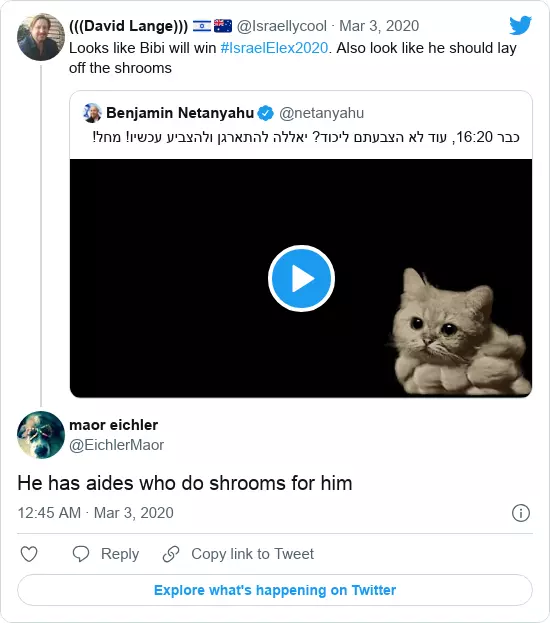 (((David Lange))) 🇮🇱 🇦🇺 @Israellycool · Mar 3, 2020
Looks like Bibi will win #IsraelElex2020. Also look like he should lay
off the shrooms
Benjamin Netanyahu @netanyahu
כבר 16:20, עוד לא הצבעתם ליכוד? יאללה להתארגן ולהצביע עכשיו! מחל!
maor eichler
@EichlerMaor
He has aides who do shrooms for him
12:45 AM · Mar 3, 2020
Reply
Copy link to Tweet
Explore what's happening on Twitter